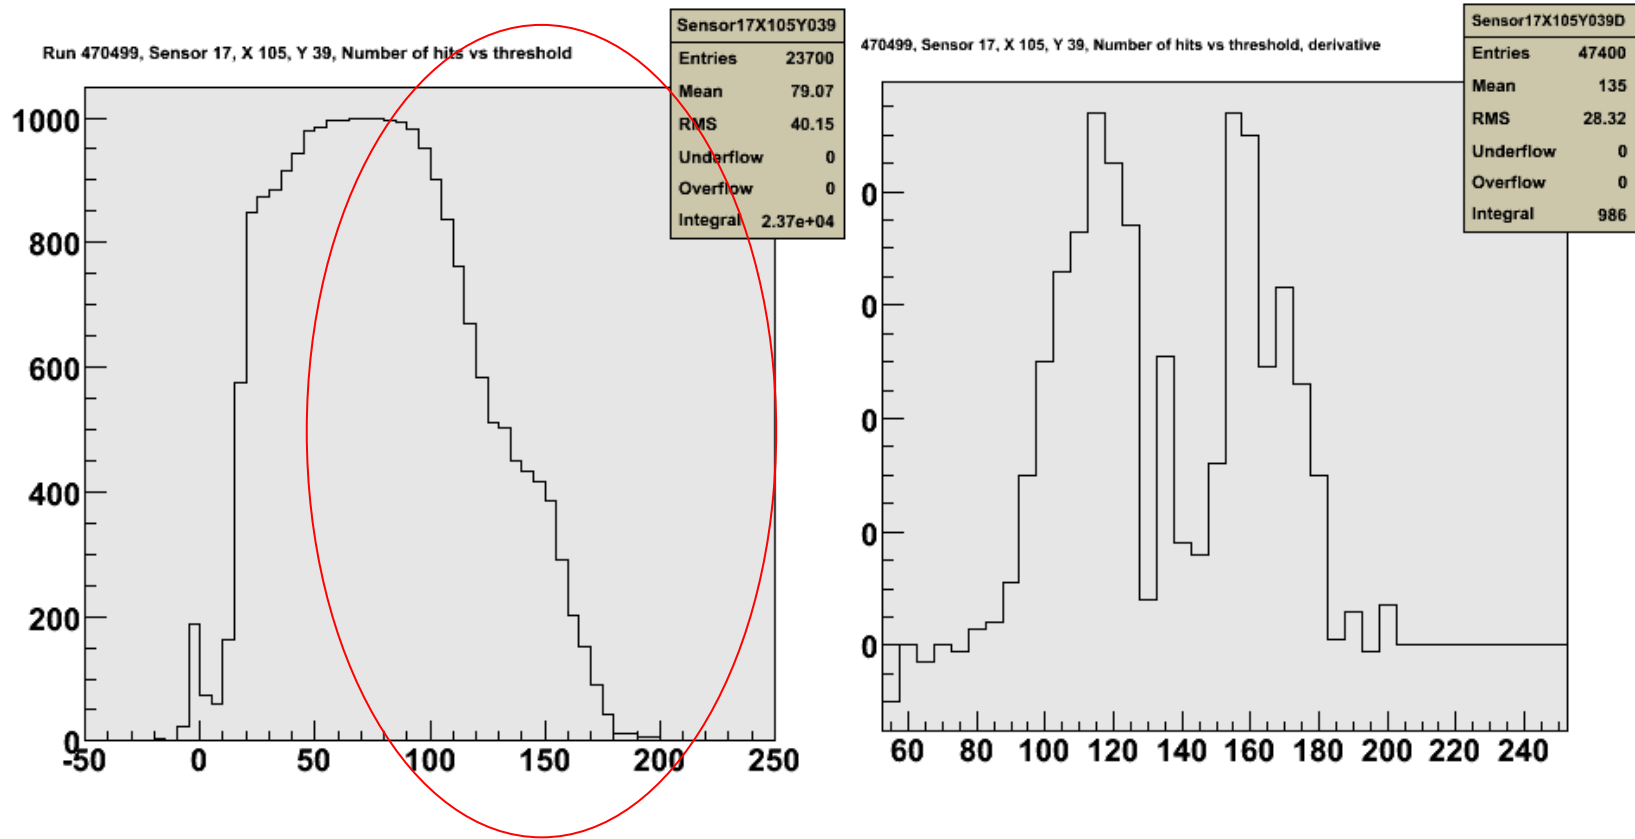 Run 470499, Sensor 17, X 105, Y 39, Number of hits vs threshold
Sensor17X105Y039
Entries 23700
Mean 79.07
RMS 40.15
Underflow 0
Overflow 0
Integral 2.37e+04
1000
800
600
400
200
0
-50 0 50 100 150 200 250
470499, Sensor 17, X 105, Y 39, Number of hits vs threshold, derivative
Sensor17X105Y039D
Entries 47400
Mean 135
RMS 28.32
Underflow 0
Overflow 0
Integral 986
0
0
0
0
0
60 80 100 120 140 160 180 200 220 240